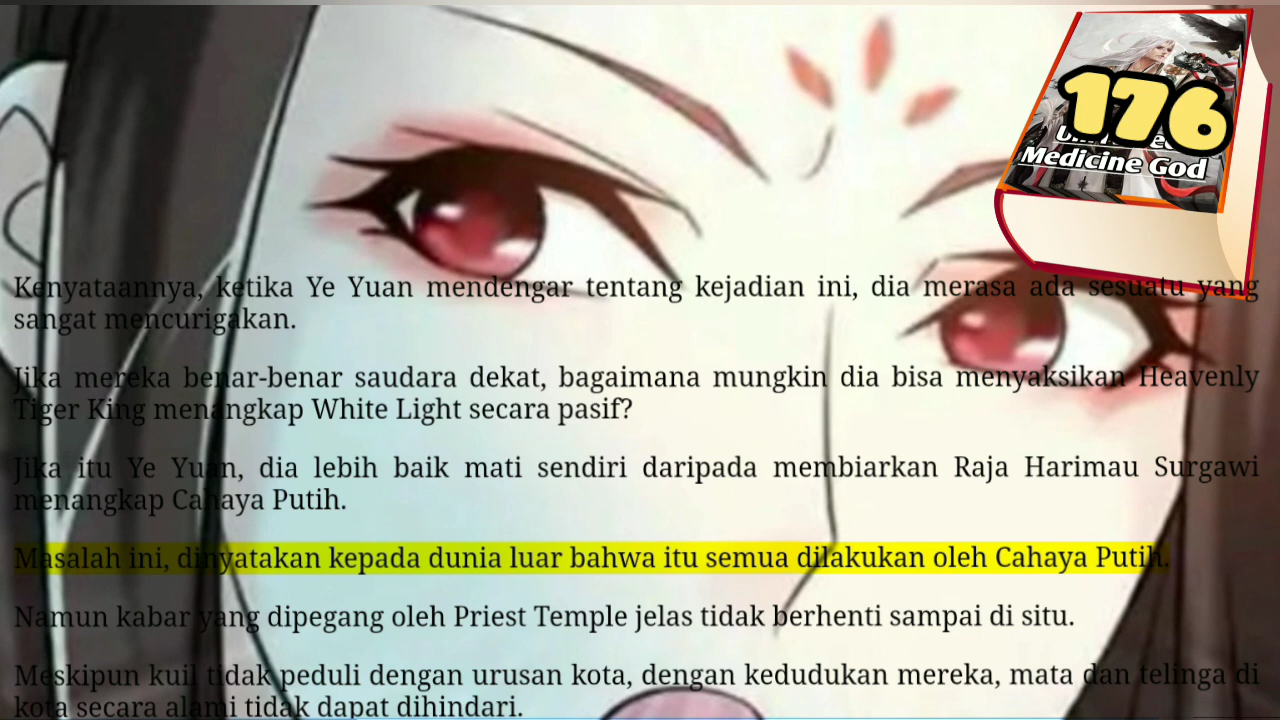 176
Medicine God
Kenyataannya, ketika Ye Yuan mendengar tentang kejadian ini, dia merasa ada sesuatu yang
sangat mencurigakan.
Jika mereka benar-benar saudara dekat, bagaimana mungkin dia bisa menyaksikan Heavenly
Tiger King menangkap White Light secara pasif?
Jika itu Ye Yuan, dia lebih baik mati sendiri daripada membiarkan Raja Harimau Surgawi
menangkap Cahaya Putih.
Masalah ini, dinyatakan kepada dunia luar bahwa itu semua dilakukan oleh Cahaya Putih.
Namun kabar yang dipegang oleh Priest Temple jelas tidak berhenti sampai di situ.
Meskipun kuil tidak peduli dengan urusan kota, dengan kedudukan mereka, mata dan telinga di
kota secara alami tidak dapat dihindari.